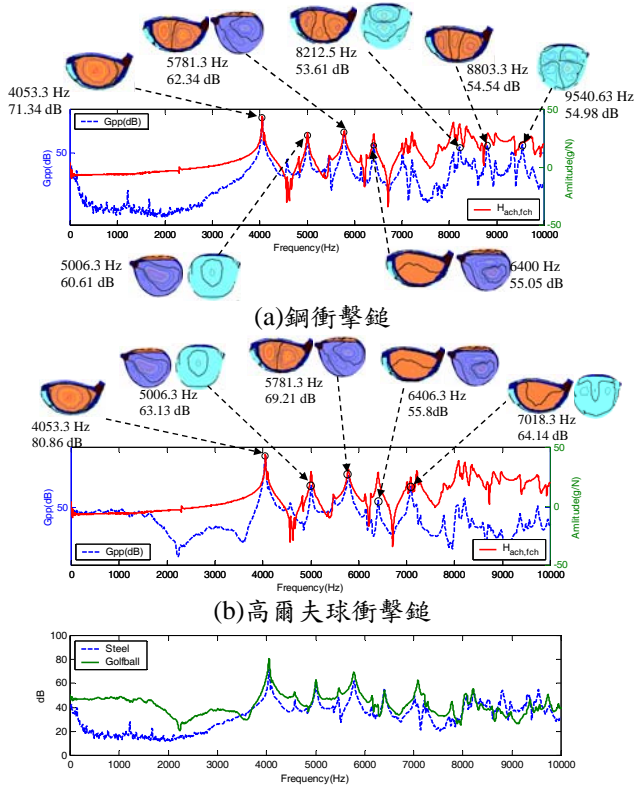 5781.3 Hz
62.34 dB
8212.5 Hz
53.61 dB
8803.3 Hz
54.54 dB
4053.3 Hz
71.34 dB
9540.63 Hz
54.98 dB
Gpp(dB)
50
Gpp(dB)
50
0
-50
Amlitude(g/N)
H ach,fch
0 1000 2000 3000 4000 5000 6000 7000 8000 9000 10000
Frequency(Hz)
5006.3 Hz
60.61 dB
6400 Hz
55.05 dB
(a)鋼衝擊鎚
5006.3 Hz
63.13 dB
5781.3 Hz
69.21 dB
6406.3 Hz
55.8dB
4053.3 Hz
80.86 dB
7018.3 Hz
64.14 dB
50
Gpp(dB)
50
0
-50
Amlitude(g/N)
Gpp(dB)
H ach,fch
0 1000 2000 3000 4000 5000 6000 7000 8000 9000 10000
Frequency(Hz)
(b)高爾夫球衝擊鎚
100
80
60
40
20
0
dB
Steel
Golfball
0 1000 2000 3000 4000 5000 6000 7000 8000 9000 10000
Frequency(Hz)